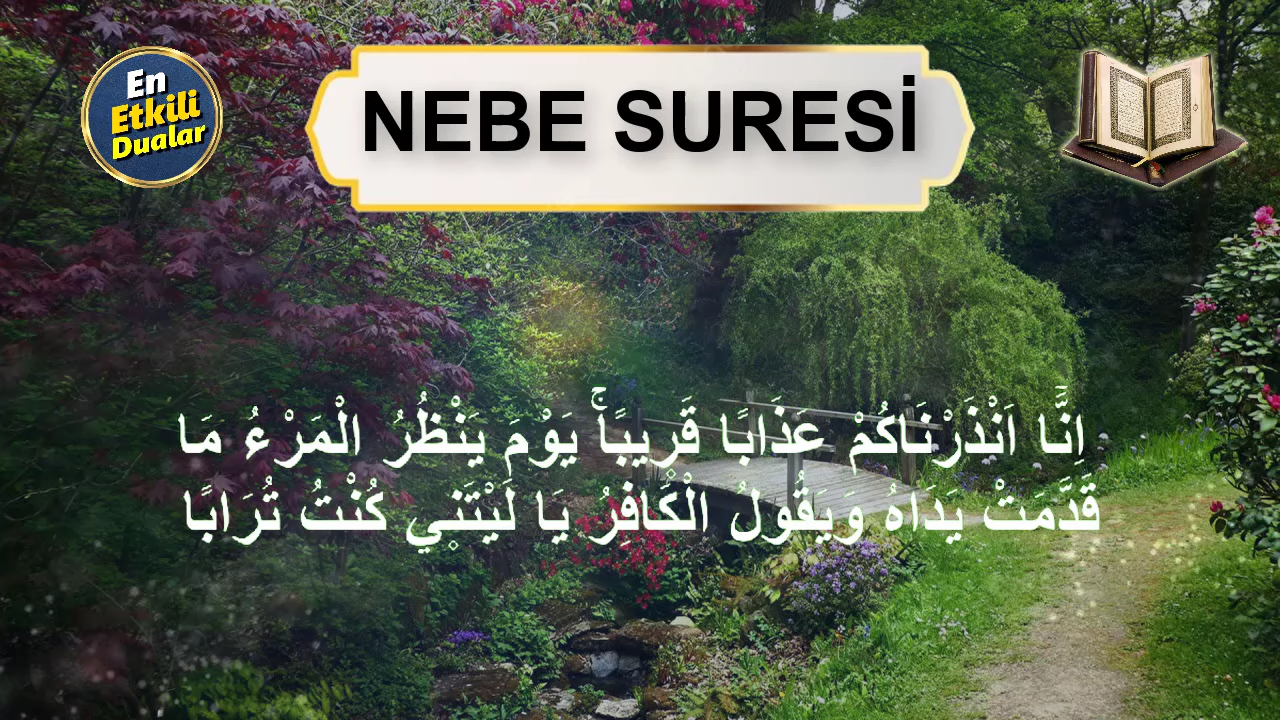 En
Etkili
Dualar
NEBE SURESİ
اِنَّٓا اَنْذَرْنَاكُمْ عَذَابًا قَرٖيبًاۚ يَوْمَ يَنْظُرُ الْمَرْءُ مَا
قَدَّمَتْ يَدَاهُ وَيَقُولُ الْكَافِرُ يَا لَيْتَنٖي كُنْتُ تُرَابًا